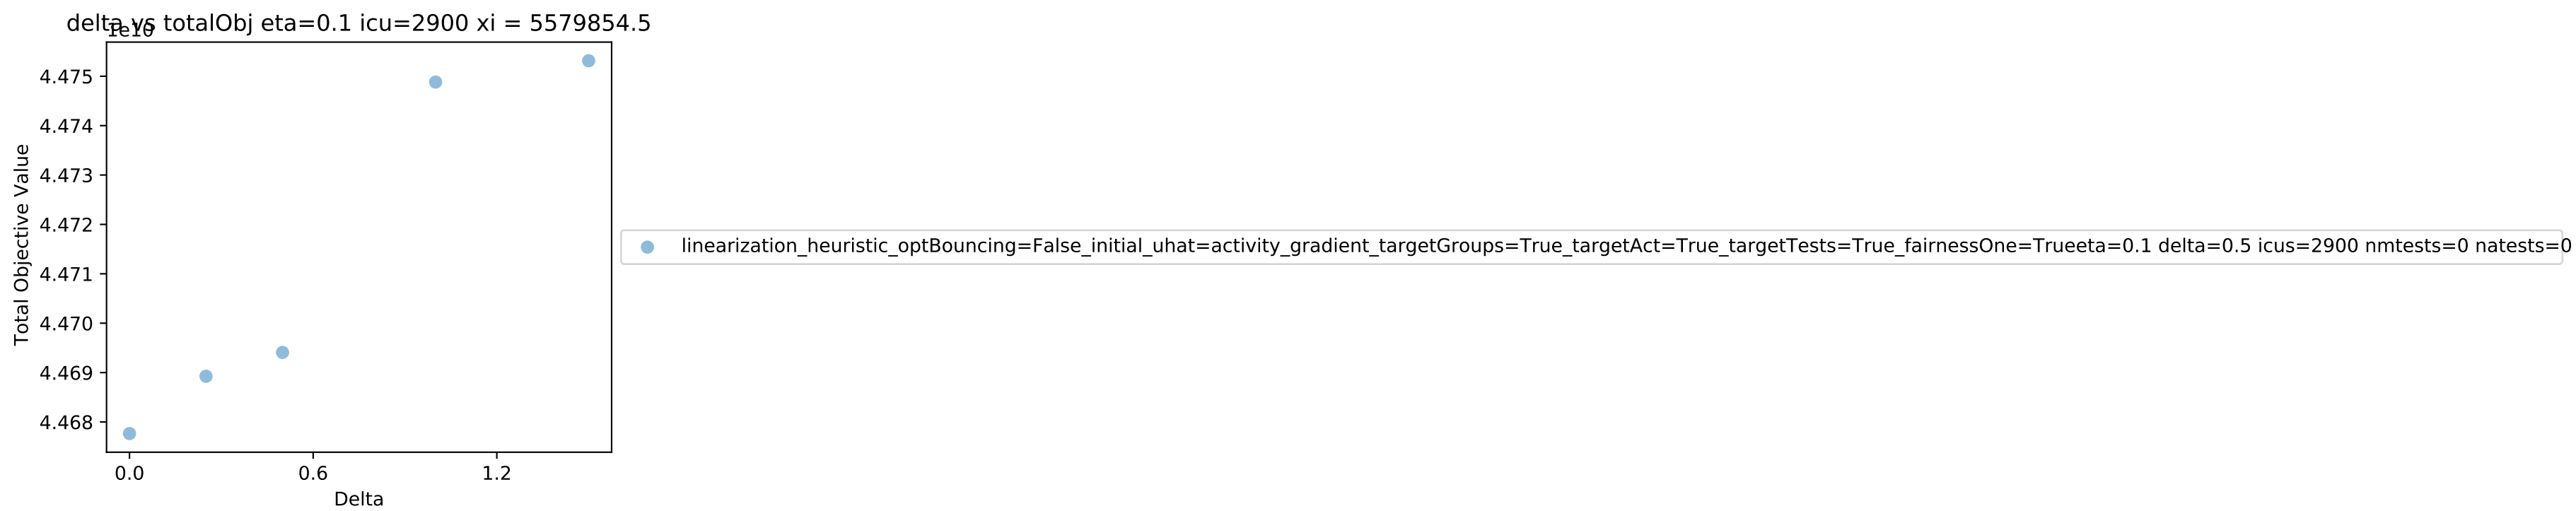 delta vs totalObj eta=0.1 icu=2900 xi = 5579854.5
1e10
4.475
4.474
4.473
4.472
4.471
4.470
4.469
4.468
Total Objective Value
0.0 0.6 1.2
Delta
linearization_heuristic_optBouncing=False_initial_uhat=activity_gradient_targetGroups=True_targetAct=True_targetTests=True_fairnessOne=Trueeta=0.1 delta=0.5 icus=2900 nmtests=0 natests=0